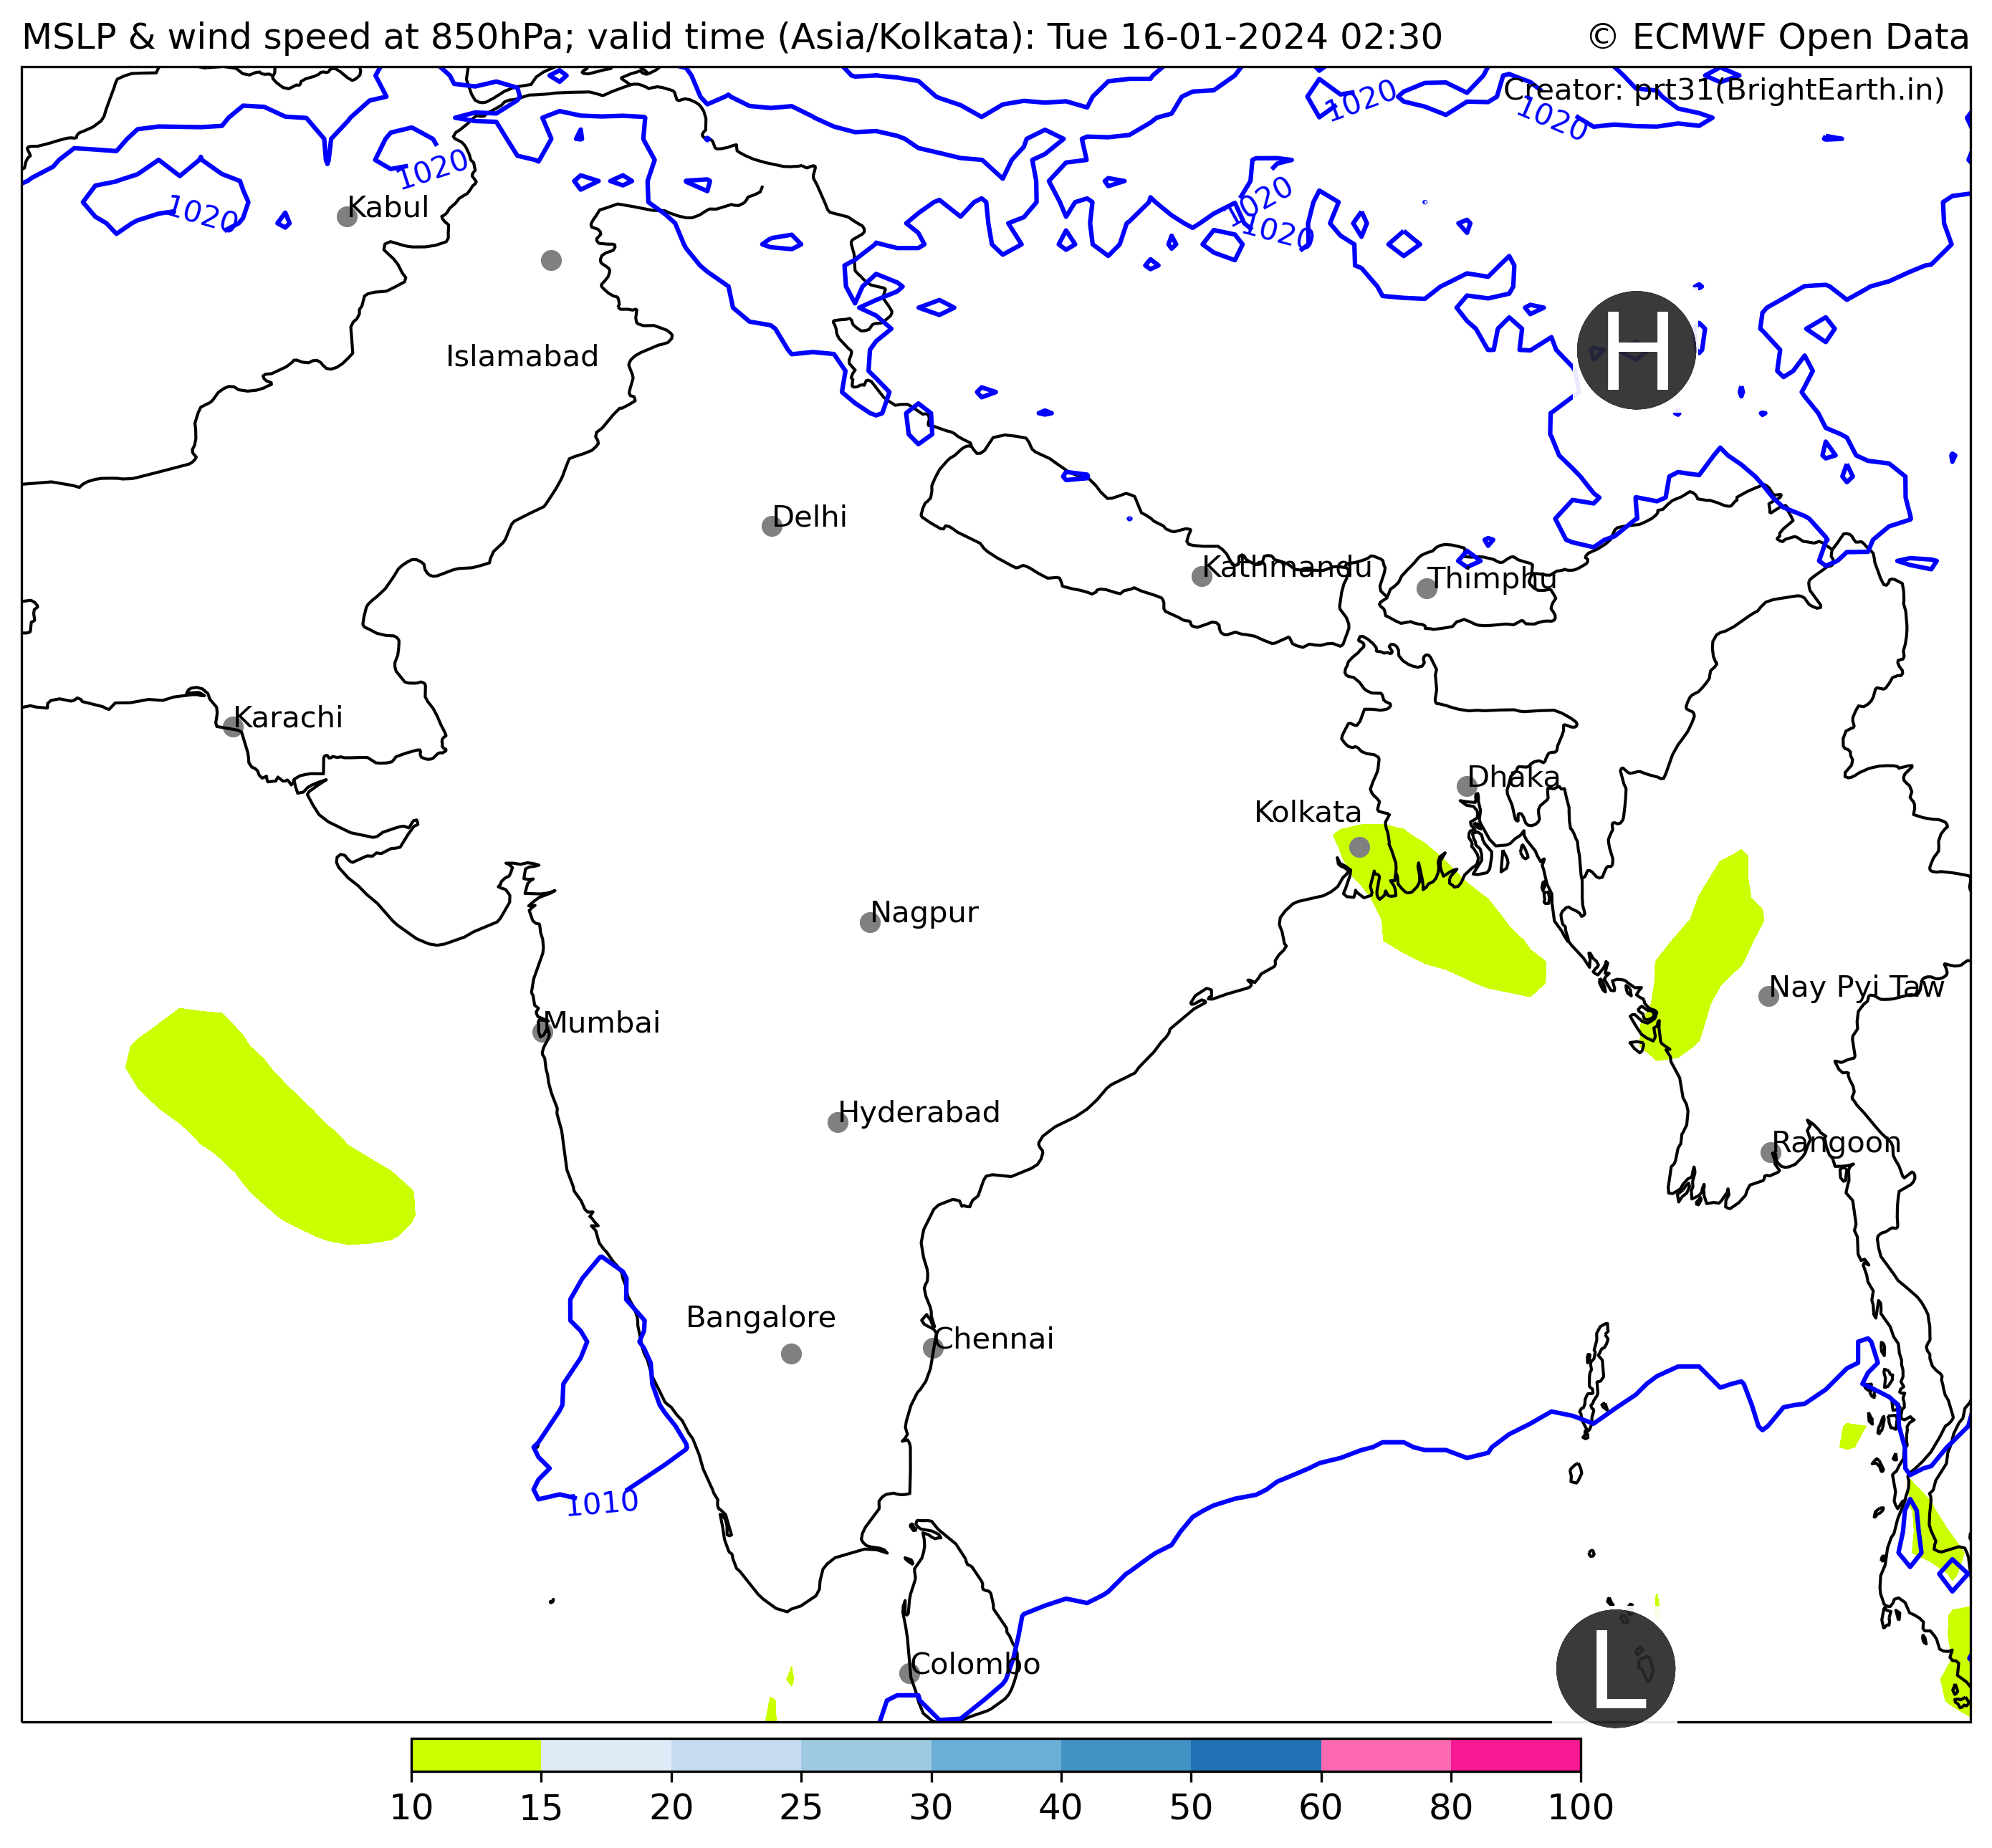 MSLP & wind speed at 850hPa; valid time (Asia/Kolkata): Tue 16-01-2024 02:30
© ECMWF Open Data
Creator: prt31(BrightEarth.in)
1020
1020
1020
1020
1020
1020
Kabul
H
Islamabad
Delhi
Kathmandu
Thimphu
Karachi
Dhaka
Kolkata
Nagpur
Nay Pyi Taw
Mumbai
Hyderabad
Rangoon
Bangalore
Chennai
1010
Colombo
L
10 15 20 25 30 40 50 60 80 100